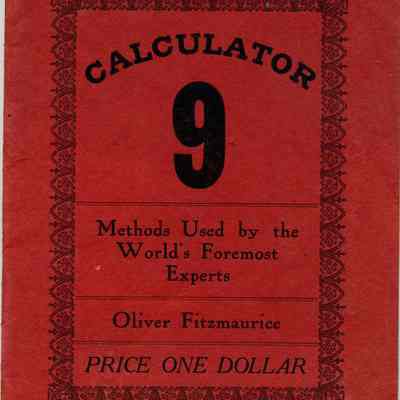 CALCULATOR
9
Methods Used by the
World's Foremost
Experts
Oliver Fitzmaurice
PRICE ONE DOLLAR